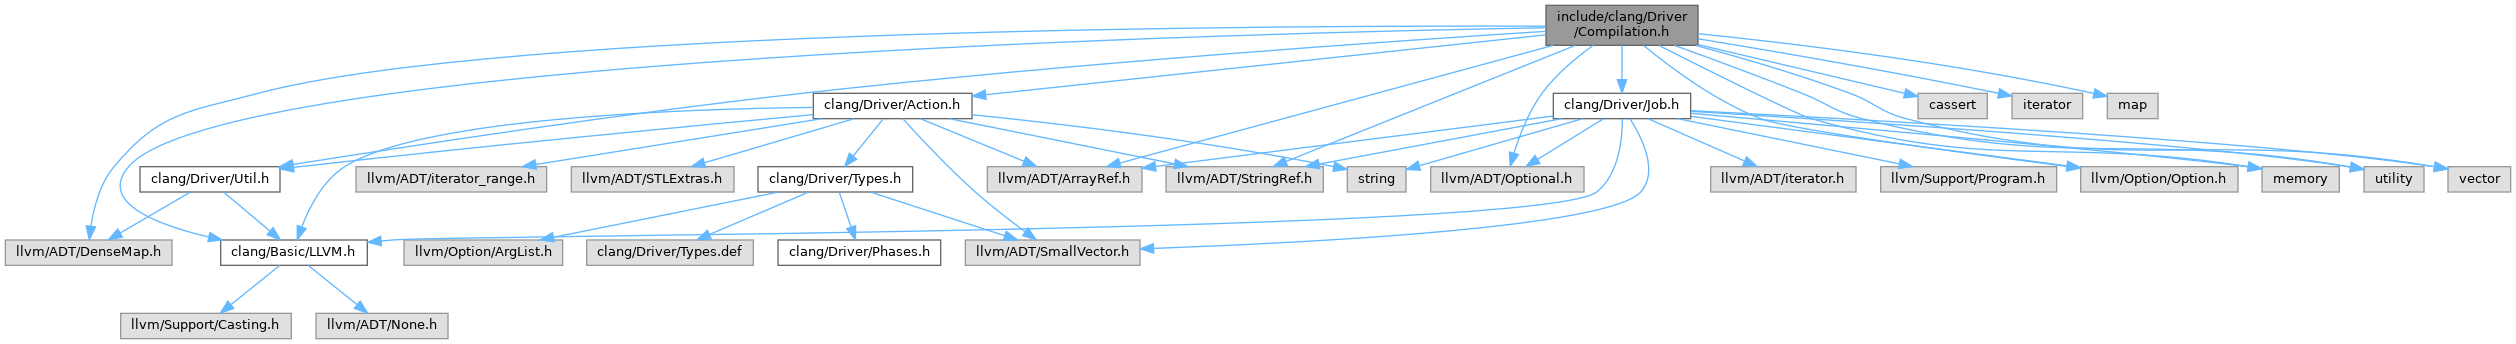 include/clang/Driver
/Compilation.h
clang/Driver/Action.h
clang/Driver/Job.h
cassert
iterator
map
clang/Driver/Util.h
llvm/ADT/iterator_range.h
llvm/ADT/STLExtras.h
clang/Driver/Types.h
llvm/ADT/ArrayRef.h
llvm/ADT/StringRef.h
string
llvm/ADT/Optional.h
llvm/ADT/iterator.h
llvm/Support/Program.h
llvm/Option/Option.h
memory
utility
vector
llvm/ADT/DenseMap.h
clang/Basic/LLVM.h
llvm/Option/ArgList.h
clang/Driver/Types.def
clang/Driver/Phases.h
llvm/ADT/SmallVector.h
llvm/Support/Casting.h
llvm/ADT/None.h